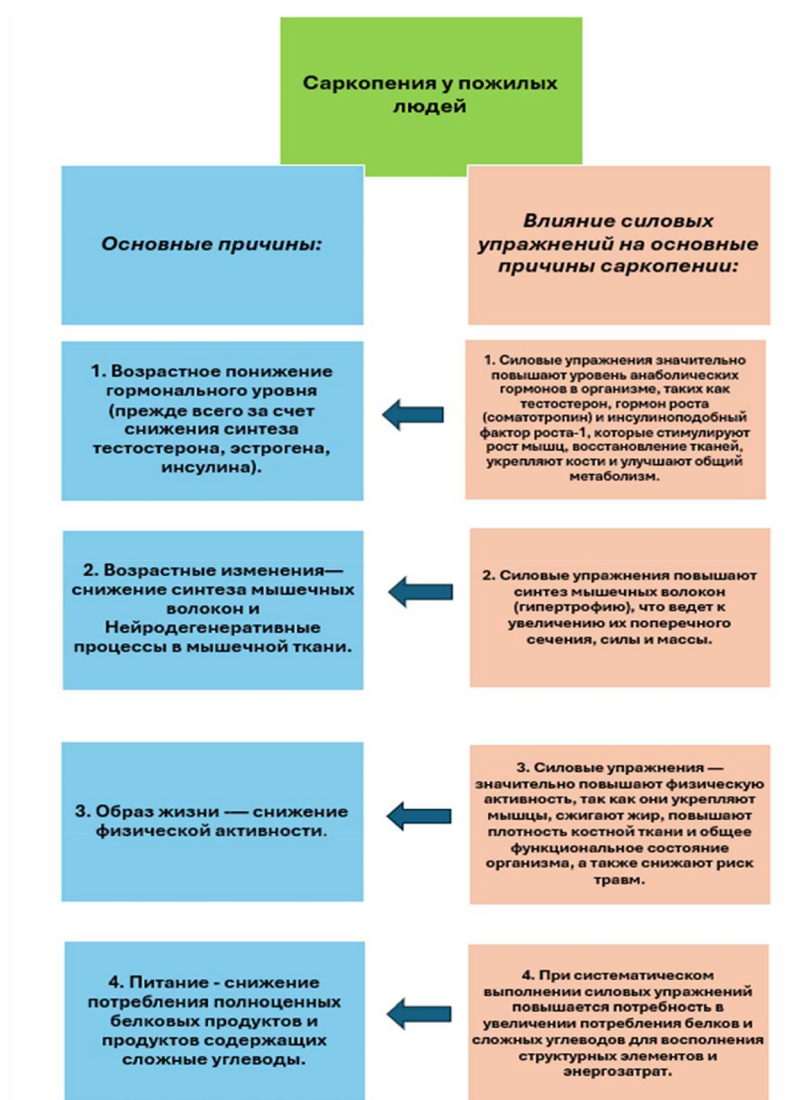 Саркопения у пожилых
людей
Основные причины:
Влияние силовых
упражнений на основные
причины саркопении:
1. Возрастное понижение
гормонального уровня
(прежде всего за счет
снижения синтеза
тестостерона, эстрогена,
инсулина).
1. Силовые упражнения значительно
повышают уровень анаболических
гормонов в организме, таких как
тестостерон, гормон роста
(соматотропин) и инсулиноподобный
фактор роста-1, которые стимулируют
рост мышц, восстановление тканей,
укрепляют кости и улучшают общий
метаболизм.
2. Возрастные изменения—
снижение синтеза мышечных
волокон и
Нейродегенеративные
процессы в мышечной ткани.
2. Силовые упражнения повышают
синтез мышечных волокон
(гипертрофию), что ведет к
увеличению их поперечного
сечения, силы и массы.
3. Образ жизни -— снижение
физической активности.
3. Силовые упражнения —
значительно повышают физическую
активность, так как они укрепляют
мышцы, сжигают жир, повышают
плотность костной ткани и общее
функциональное состояние
организма, а также снижают риск
травм.
4. Питание - снижение
потребления полноценных
белковых продуктов и
продуктов содержащих
сложные углеводы.
4. При систематическом
выполнении силовых упражнений
повышается потребность в
увеличении потребления белков и
сложных углеводов для восполнения
структурных элементов и
энергозатрат.